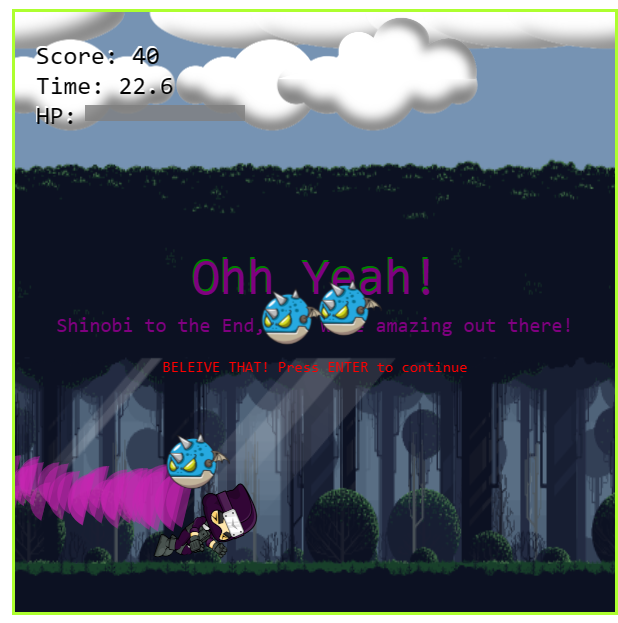 Score: 40
Time: 22.6
HP:
Ohh Yeah!
Shinobi to the End, amazing out there!
BELEIVE THAT! Press ENTER to continue